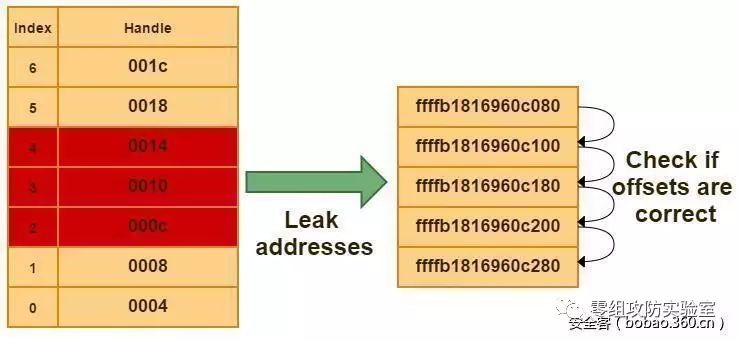 Index Handle
6 001c
5 0018
4 0014
3 0010
2 000c
1 0008
0 0004
Leak
addresses
ffffb1816960c080
ffffb1816960c100
ffffb1816960c180
ffffb1816960c200
ffffb1816960c280
Check if
offsets are
correct
零组攻防实验室
安全客（bobao.360.cn）